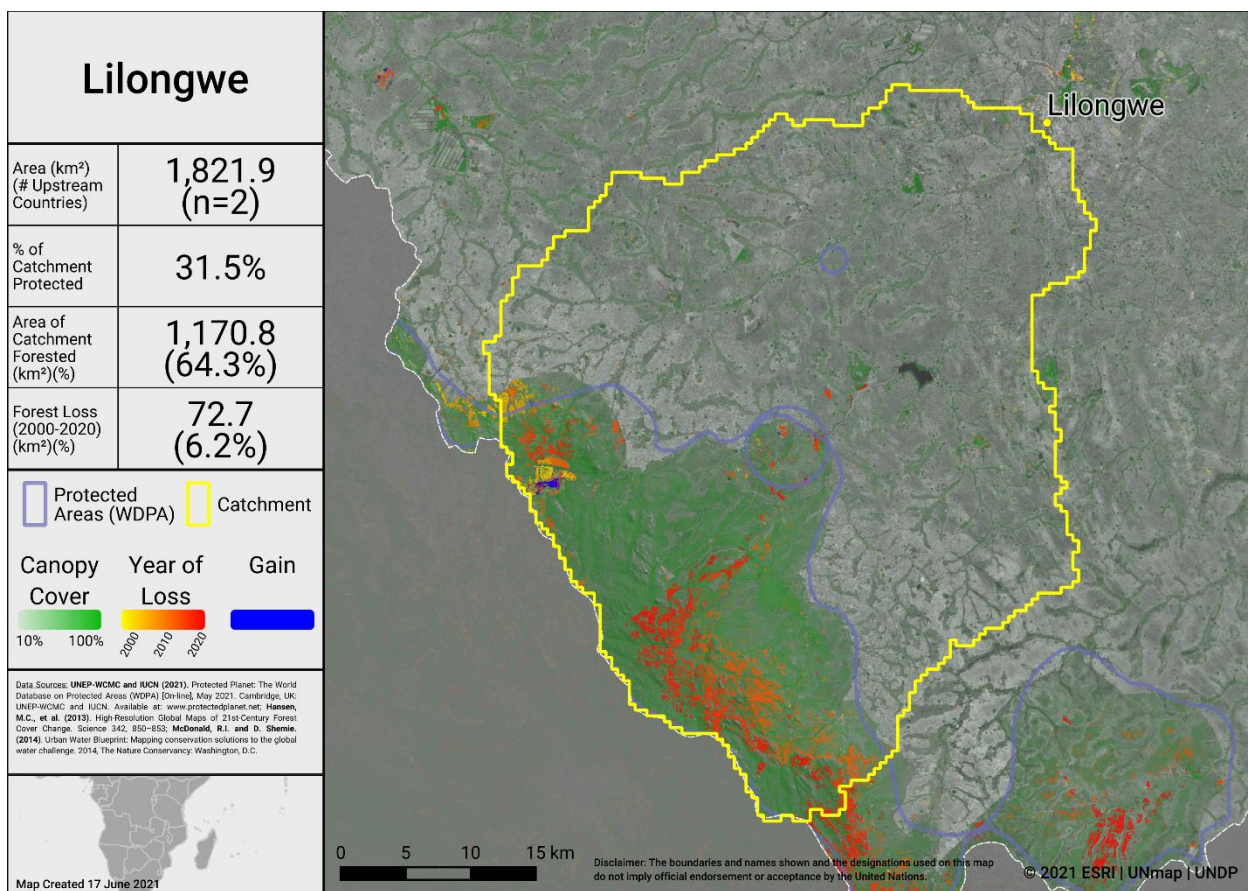 Lilongwe
Area (km²)
(# Upstream
Countries)
1,821.9
(n=2)
% of
Catchment
Protected
31.5%
Area of
Catchment
Forested
(km²)(%)
1,170.8
(64.3%)
Forest Loss
(2000-2020)
(km²)(%)
72.7
(6.2%)
Protected
Areas (WDPA)
Catchment
Canopy
Cover
Year of
Loss
Gain
10%
100%
2000
2010
2020
Data Sources: UNEP-WCMC and IUCN (2021). Protected Planet: The World
Database on Protected Areas (WDPA) [On-line], May 2021. Cambridge, UK:
UNEP-WCMC and IUCN. Available at: www.protectedplanet.net; Hansen,
M.C., et al. (2013). High-Resolution Global Maps of 21st-Century Forest
Cover Change. Science 342, 850–853; McDonald, R.I. and D. Shemie.
(2014). Urban Water Blueprint: Mapping conservation solutions to the global
water challenge. 2014, The Nature Conservancy: Washington, D.C.
Map Created 17 June 2021
Lilongwe
0
5
10
15 km
Disclaimer: The boundaries and names shown and the designations used on this map
do not imply official endorsement or acceptance by the United Nations.
© 2021 ESRI | UNmap | UNDP